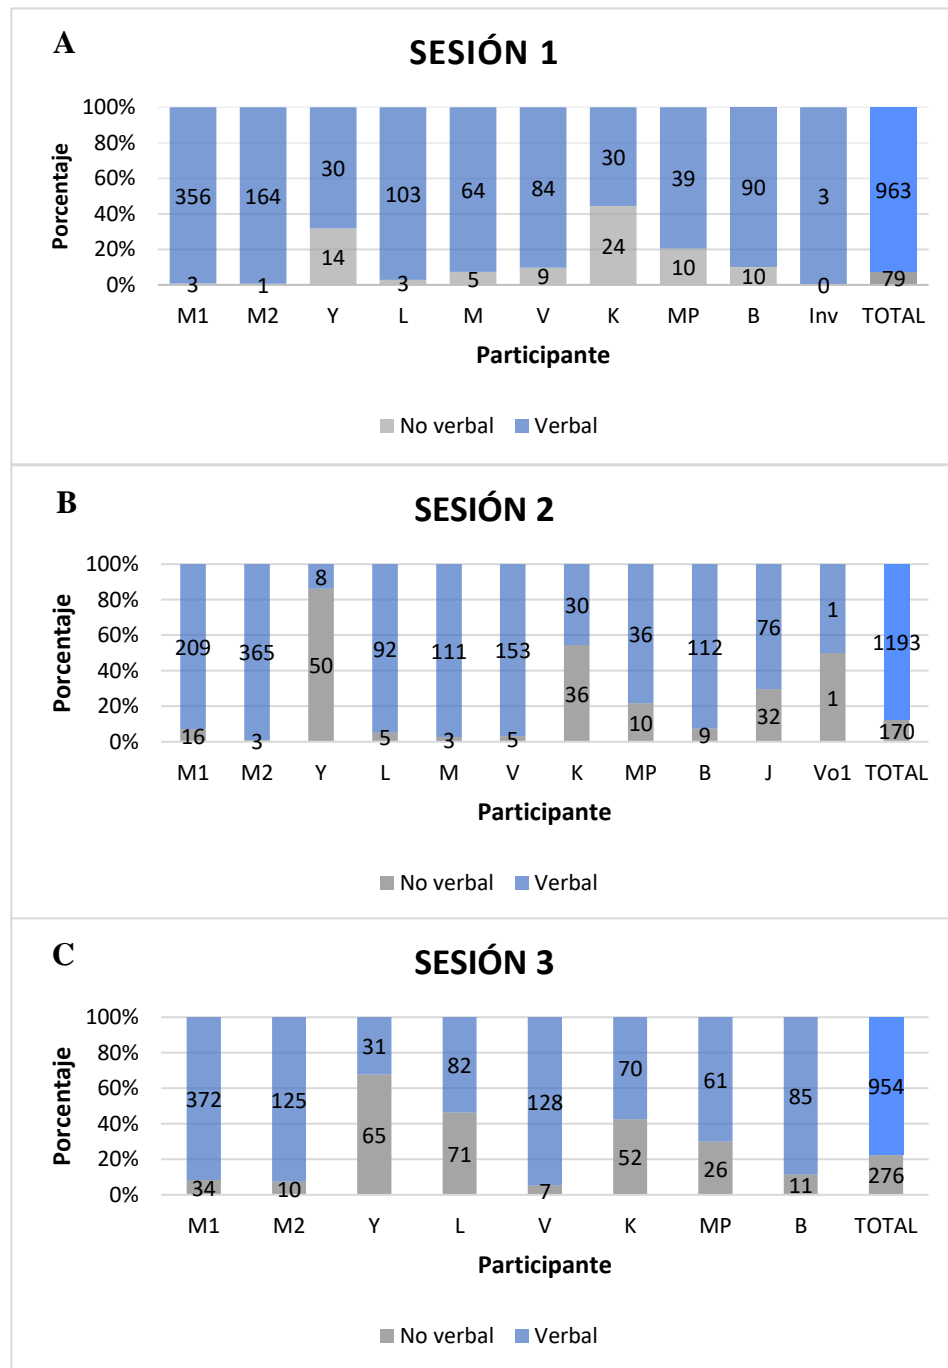 A
SESIÓN 1
100%
80%
60%
40%
20%
0%
Porcentaje
356 164 30 103 64 84 30 39 90 3 963
3 1 14 3 5 9 24 10 10 0 79
M1 M2 Y L M V K MP B Inv TOTAL
Participante
No verbal Verbal
B
SESIÓN 2
100%
80%
60%
40%
20%
0%
Porcentaje
209 365 8 92 111 153 30 36 112 76 1 1193
16 3 50 5 3 5 36 10 9 32 1 170
M1 M2 Y L M V K MP B J Vo1 TOTAL
Participante
No verbal Verbal
C
SESIÓN 3
100%
80%
60%
40%
20%
0%
Porcentaje
372 125 31 82 128 70 61 85 954
34 10 65 71 7 52 26 11 276
M1 M2 Y L V K MP B TOTAL
Participante
No verbal Verbal